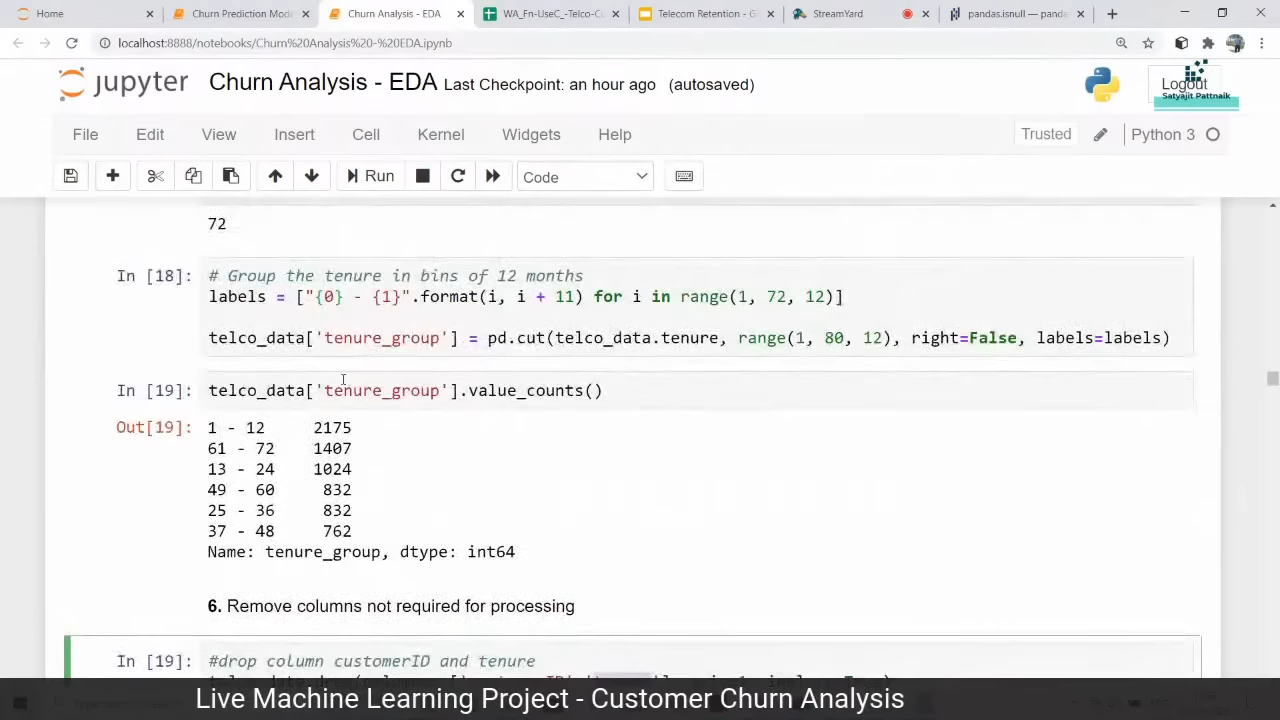 Home
Churn Prediction Mode
Churn Analysis - EDA
WA_Fn-UseC_-Telco-Cu
Telecom Retention - G
StreamYard
pandas.isnull — panda
localhost:8888/notebooks/Churn%20Analysis%20-%20EDA.ipynb
jupyter Churn Analysis - EDA Last Checkpoint: an hour ago (autosaved)
Logout
Satyajit Pattnaik
File Edit View Insert Cell Kernel Widgets Help Trusted Python 3
Run Code
72
In [18]: # Group the tenure in bins of 12 months
labels = ["{0} - {1}".format(i, i + 11) for i in range(1, 72, 12)]
telco_data['tenure_group'] = pd.cut(telco_data.tenure, range(1, 80, 12), right=False, labels=labels)
In [19]: telco_data['tenure_group'].value_counts()
Out[19]: 1 - 12 2175
61 - 72 1407
13 - 24 1024
49 - 60 832
25 - 36 832
37 - 48 762
Name: tenure_group, dtype: int64
6. Remove columns not required for processing
In [19]: #drop column customerID and tenure
Live Machine Learning Project - Customer Churn Analysis